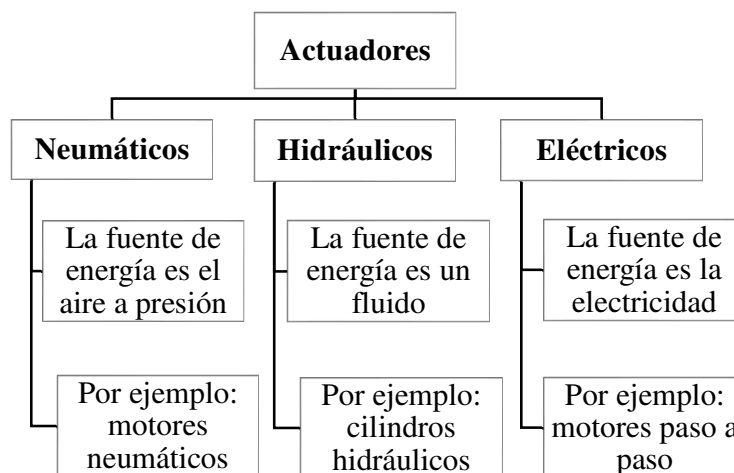 Actuadores
Neumáticos
Hidráulicos
Eléctricos
La fuente de
energía es el
aire a presión
La fuente de
energía es un
fluido
La fuente de
energía es la
electricidad
Por ejemplo:
motores
neumáticos
Por ejemplo:
cilindros
hidráulicos
Por ejemplo:
motores paso a
paso